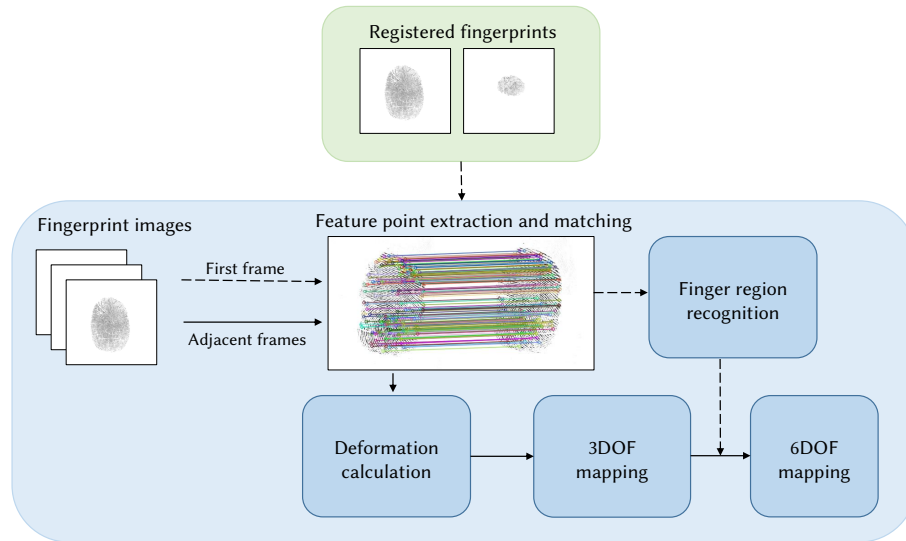 Registered fingerprints
Fingerprint images
Feature point extraction and matching
First frame
Adjacent frames
Finger region
recognition
Deformation
calculation
3DOF
mapping
6DOF
mapping